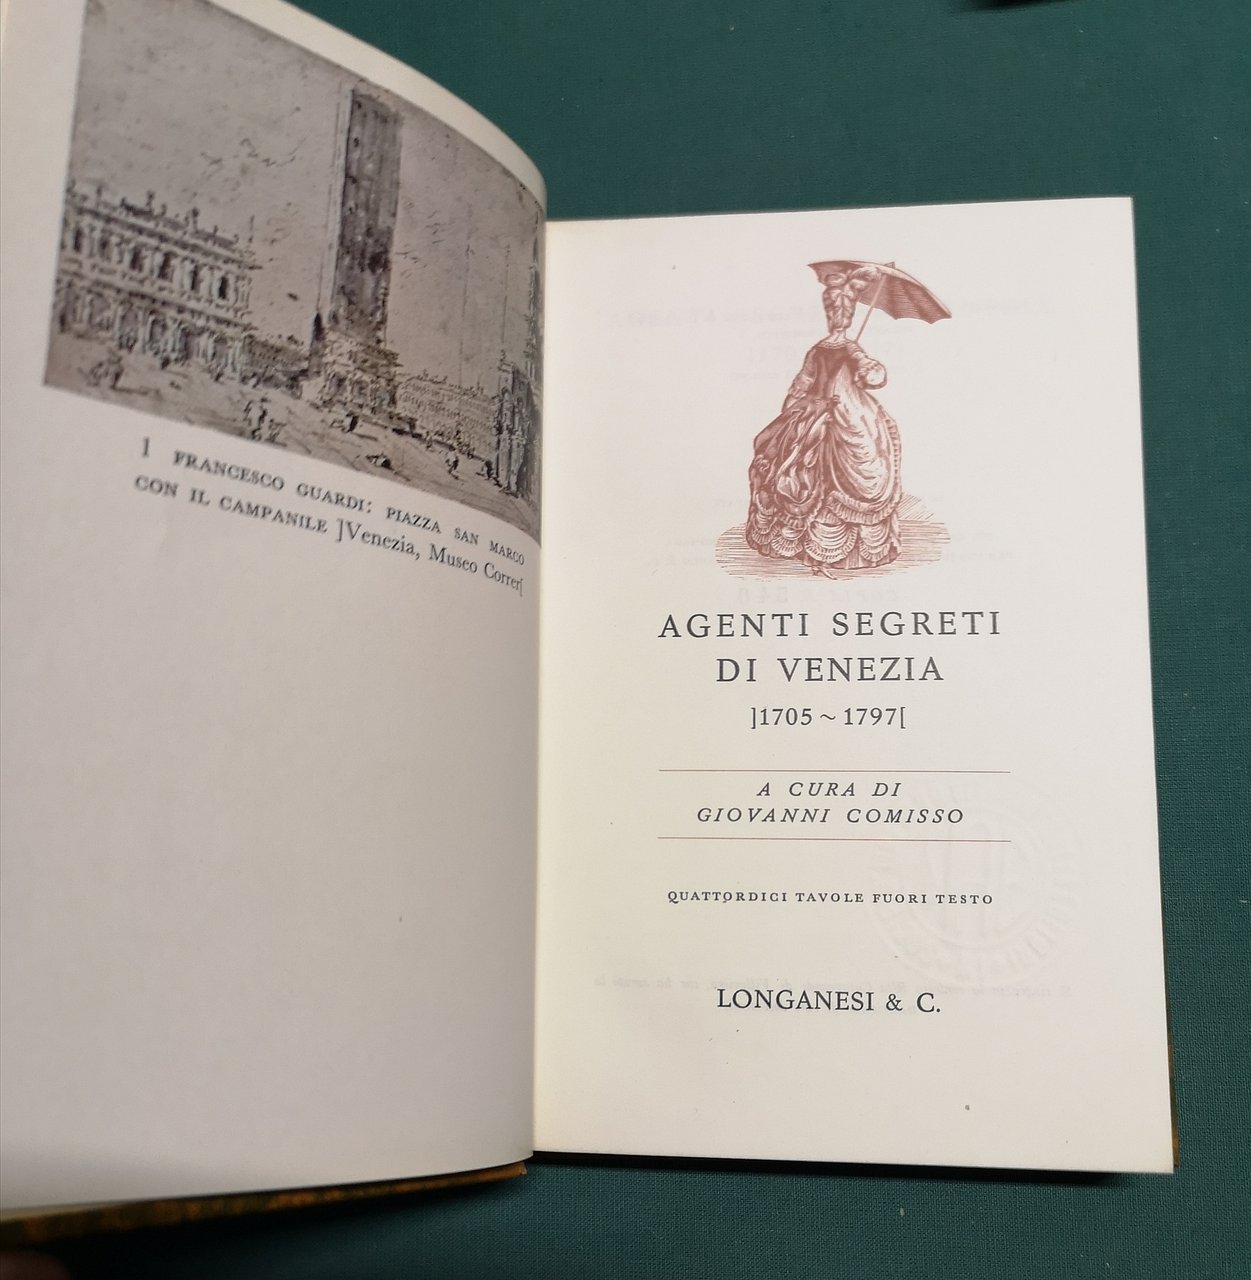 1 FRANCESCO GUARDI: PIAZZA SAN MARCO
CON IL CAMPANILE ]Venezia, Museo Correr[
AGENTI SEGRETI
DI VENEZIA
]1705 ~ 1797[
A CURA DI
GIOVANNI COMISSO
QUATTORDICI TAVOLE FUORI TESTO
LONGANESI & C.